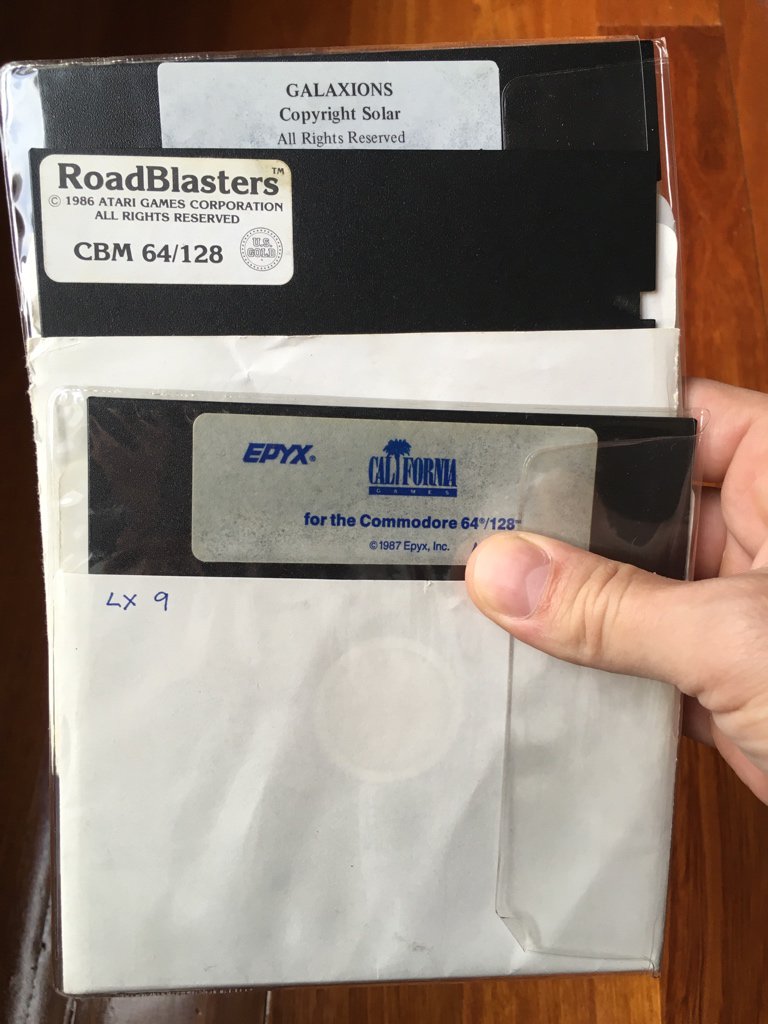 GALAXIONS
Copyright Solar
All Rights Reserved
RoadBlasters™
© 1986 ATARI GAMES CORPORATION
ALL RIGHTS RESERVED
CBM 64/128
U.S.
GOLD
EPYX®
CALIFORNIA
GAMES
for the Commodore 64®/128™
©1987 Epyx, Inc.
LX 9